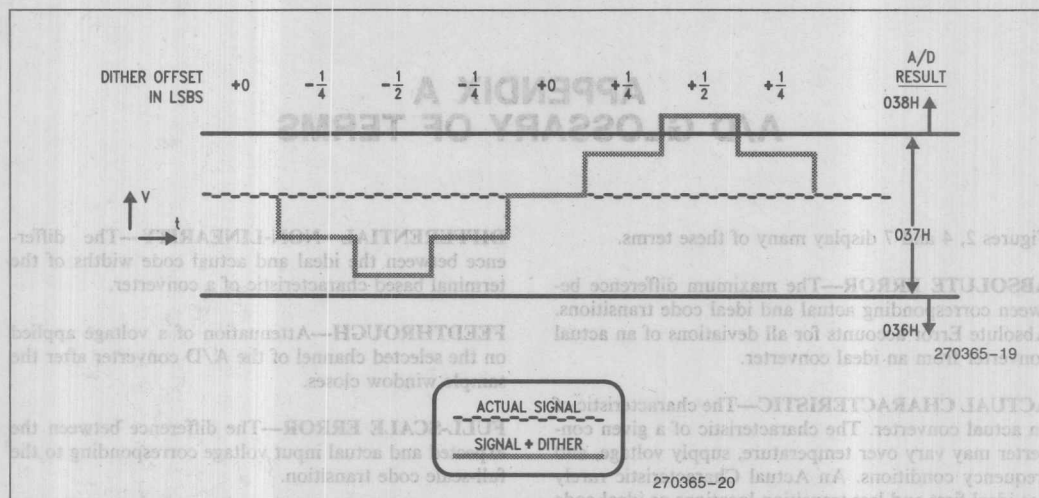 DITHER OFFSET
IN LSBS
+0 -1/4 -1/2 -1/4 +0 +1/4 +1/2 +1/4
A/D
RESULT
038H
V
t
037H
036H
270365-19
ACTUAL SIGNAL
SIGNAL + DITHER
270365-20
APPENDIX A
A/D GLOSSARY OF TERMS
display many of these terms.
ABSOLUTE ERROR—The maximum difference be-
tween corresponding actual and ideal code transitions.
Absolute Error accounts for all deviations of an actual
converter from an ideal converter.
ACTUAL CHARACTERISTIC—The characteristic of
an actual converter. The characteristic of a given con-
verter may vary over temperature, supply voltage, and
frequency conditions. An Actual Characteristic rarely
DIFFERENTIAL NON-LINEARITY—The differ-
ence between the ideal and actual code widths of the
terminal based characteristic of a converter.
FEEDTHROUGH—Attenuation of a voltage applied
on the selected channel of the A/D converter after the
sample window closes.
FULL-SCALE ERROR—The difference between the
expected and actual input voltage corresponding to the
full-scale code transition.